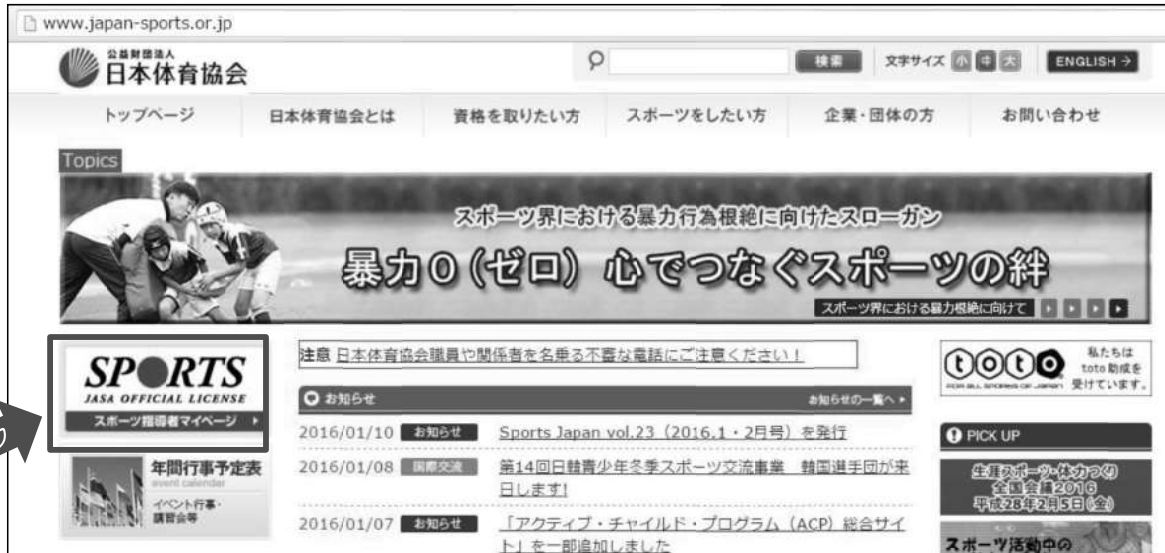 www.japan-sports.or.jp
公益財団法人
日本体育協会
検索
文字サイズ 小 中 大
ENGLISH →
トップページ
日本体育協会とは
資格を取りたい方
スポーツをしたい方
企業・団体の方
お問い合わせ
Topics
スポーツ界における暴力行為根絶に向けたスローガン
暴力0（ゼロ） 心でつなぐスポーツの絆
スポーツ界における暴力根絶に向けて
SPORTS
JASA OFFICIAL LICENSE
スポーツ指導者マイページ
年間行事予定表
event calendar
イベント行事・
講習会等
注意 日本体育協会職員や関係者を名乗る不審な電話にご注意ください！
お知らせ
お知らせの一覧へ
2016/01/10 お知らせ Sports Japan vol.23（2016.1・2月号）を発行
2016/01/08 国際交流 第14回日韓青少年冬季スポーツ交流事業 韓国選手団が来
日します!
2016/01/07 お知らせ 「アクティブ・チャイルド・プログラム（ACP）総合サイ
ト」を一部追加しました
toto
FOR ALL SPORTS OF JAPAN
私たちは
toto助成を
受けています。
PICK UP
生涯スポーツ・体力つくり
全国会議2016
平成28年2月5日(金)
スポーツ活動中の